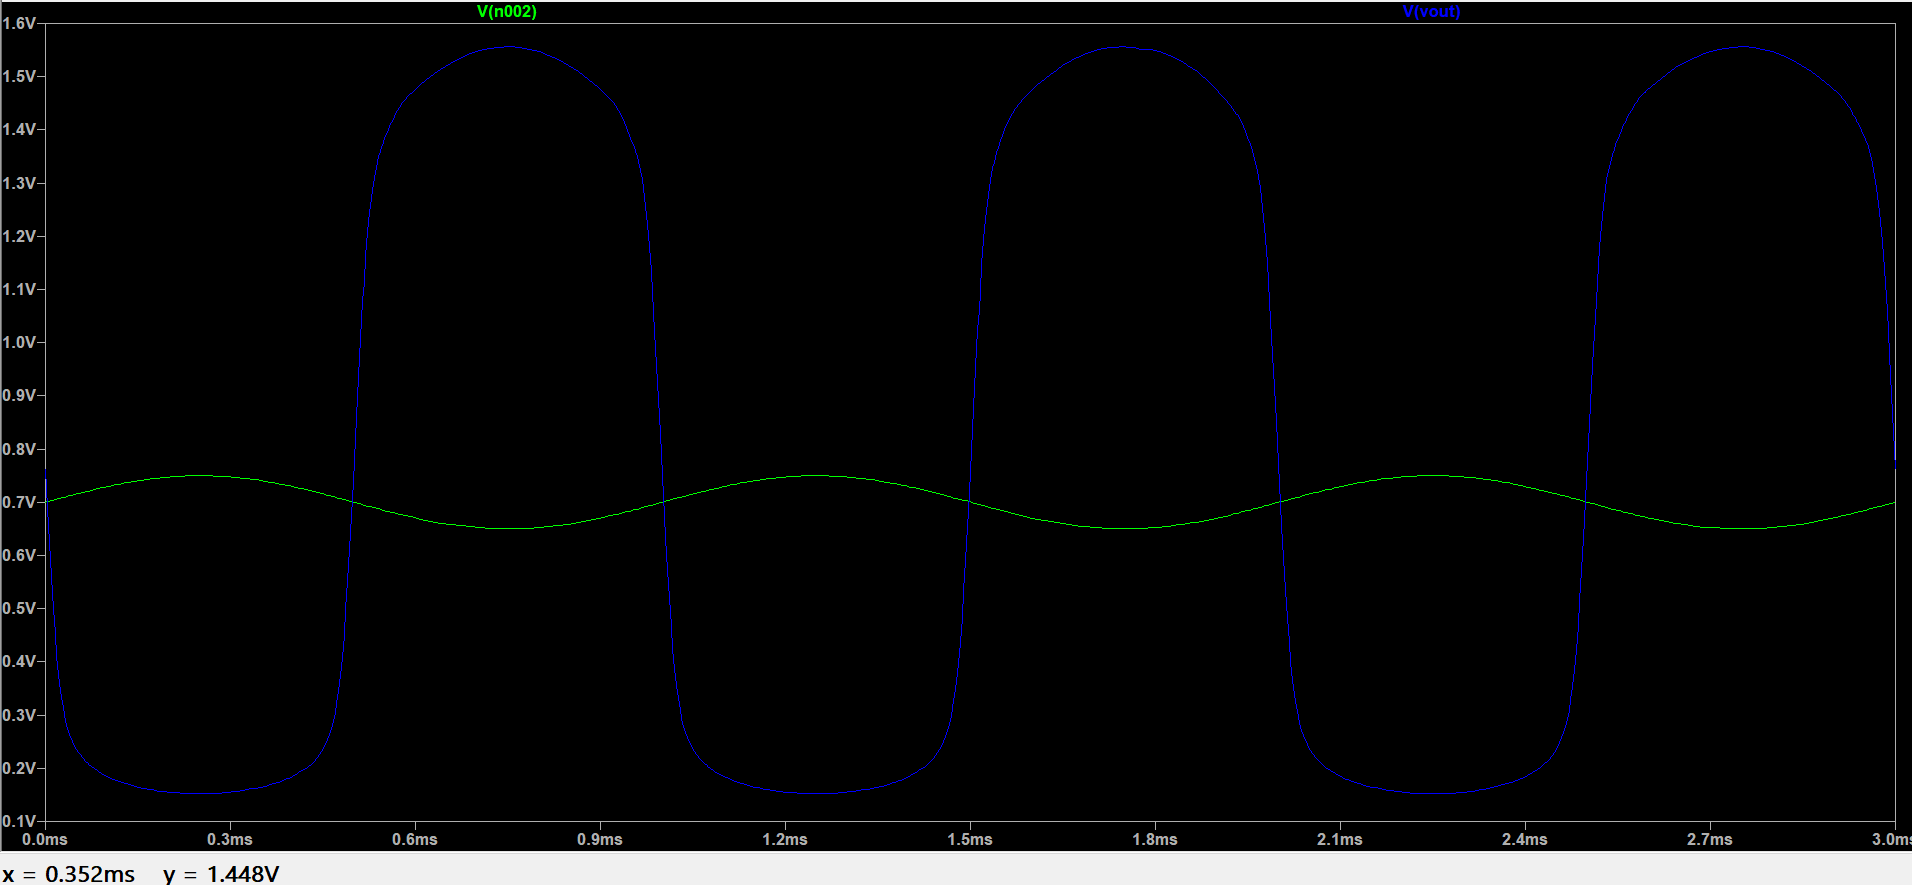 V(n002) V(vout)
1.6V
1.5V
1.4V
1.3V
1.2V
1.1V
1.0V
0.9V
0.8V
0.7V
0.6V
0.5V
0.4V
0.3V
0.2V
0.1V
0.0ms 0.3ms 0.6ms 0.9ms 1.2ms 1.5ms 1.8ms 2.1ms 2.4ms 2.7ms 3.0ms
x = 0.352ms y = 1.448V